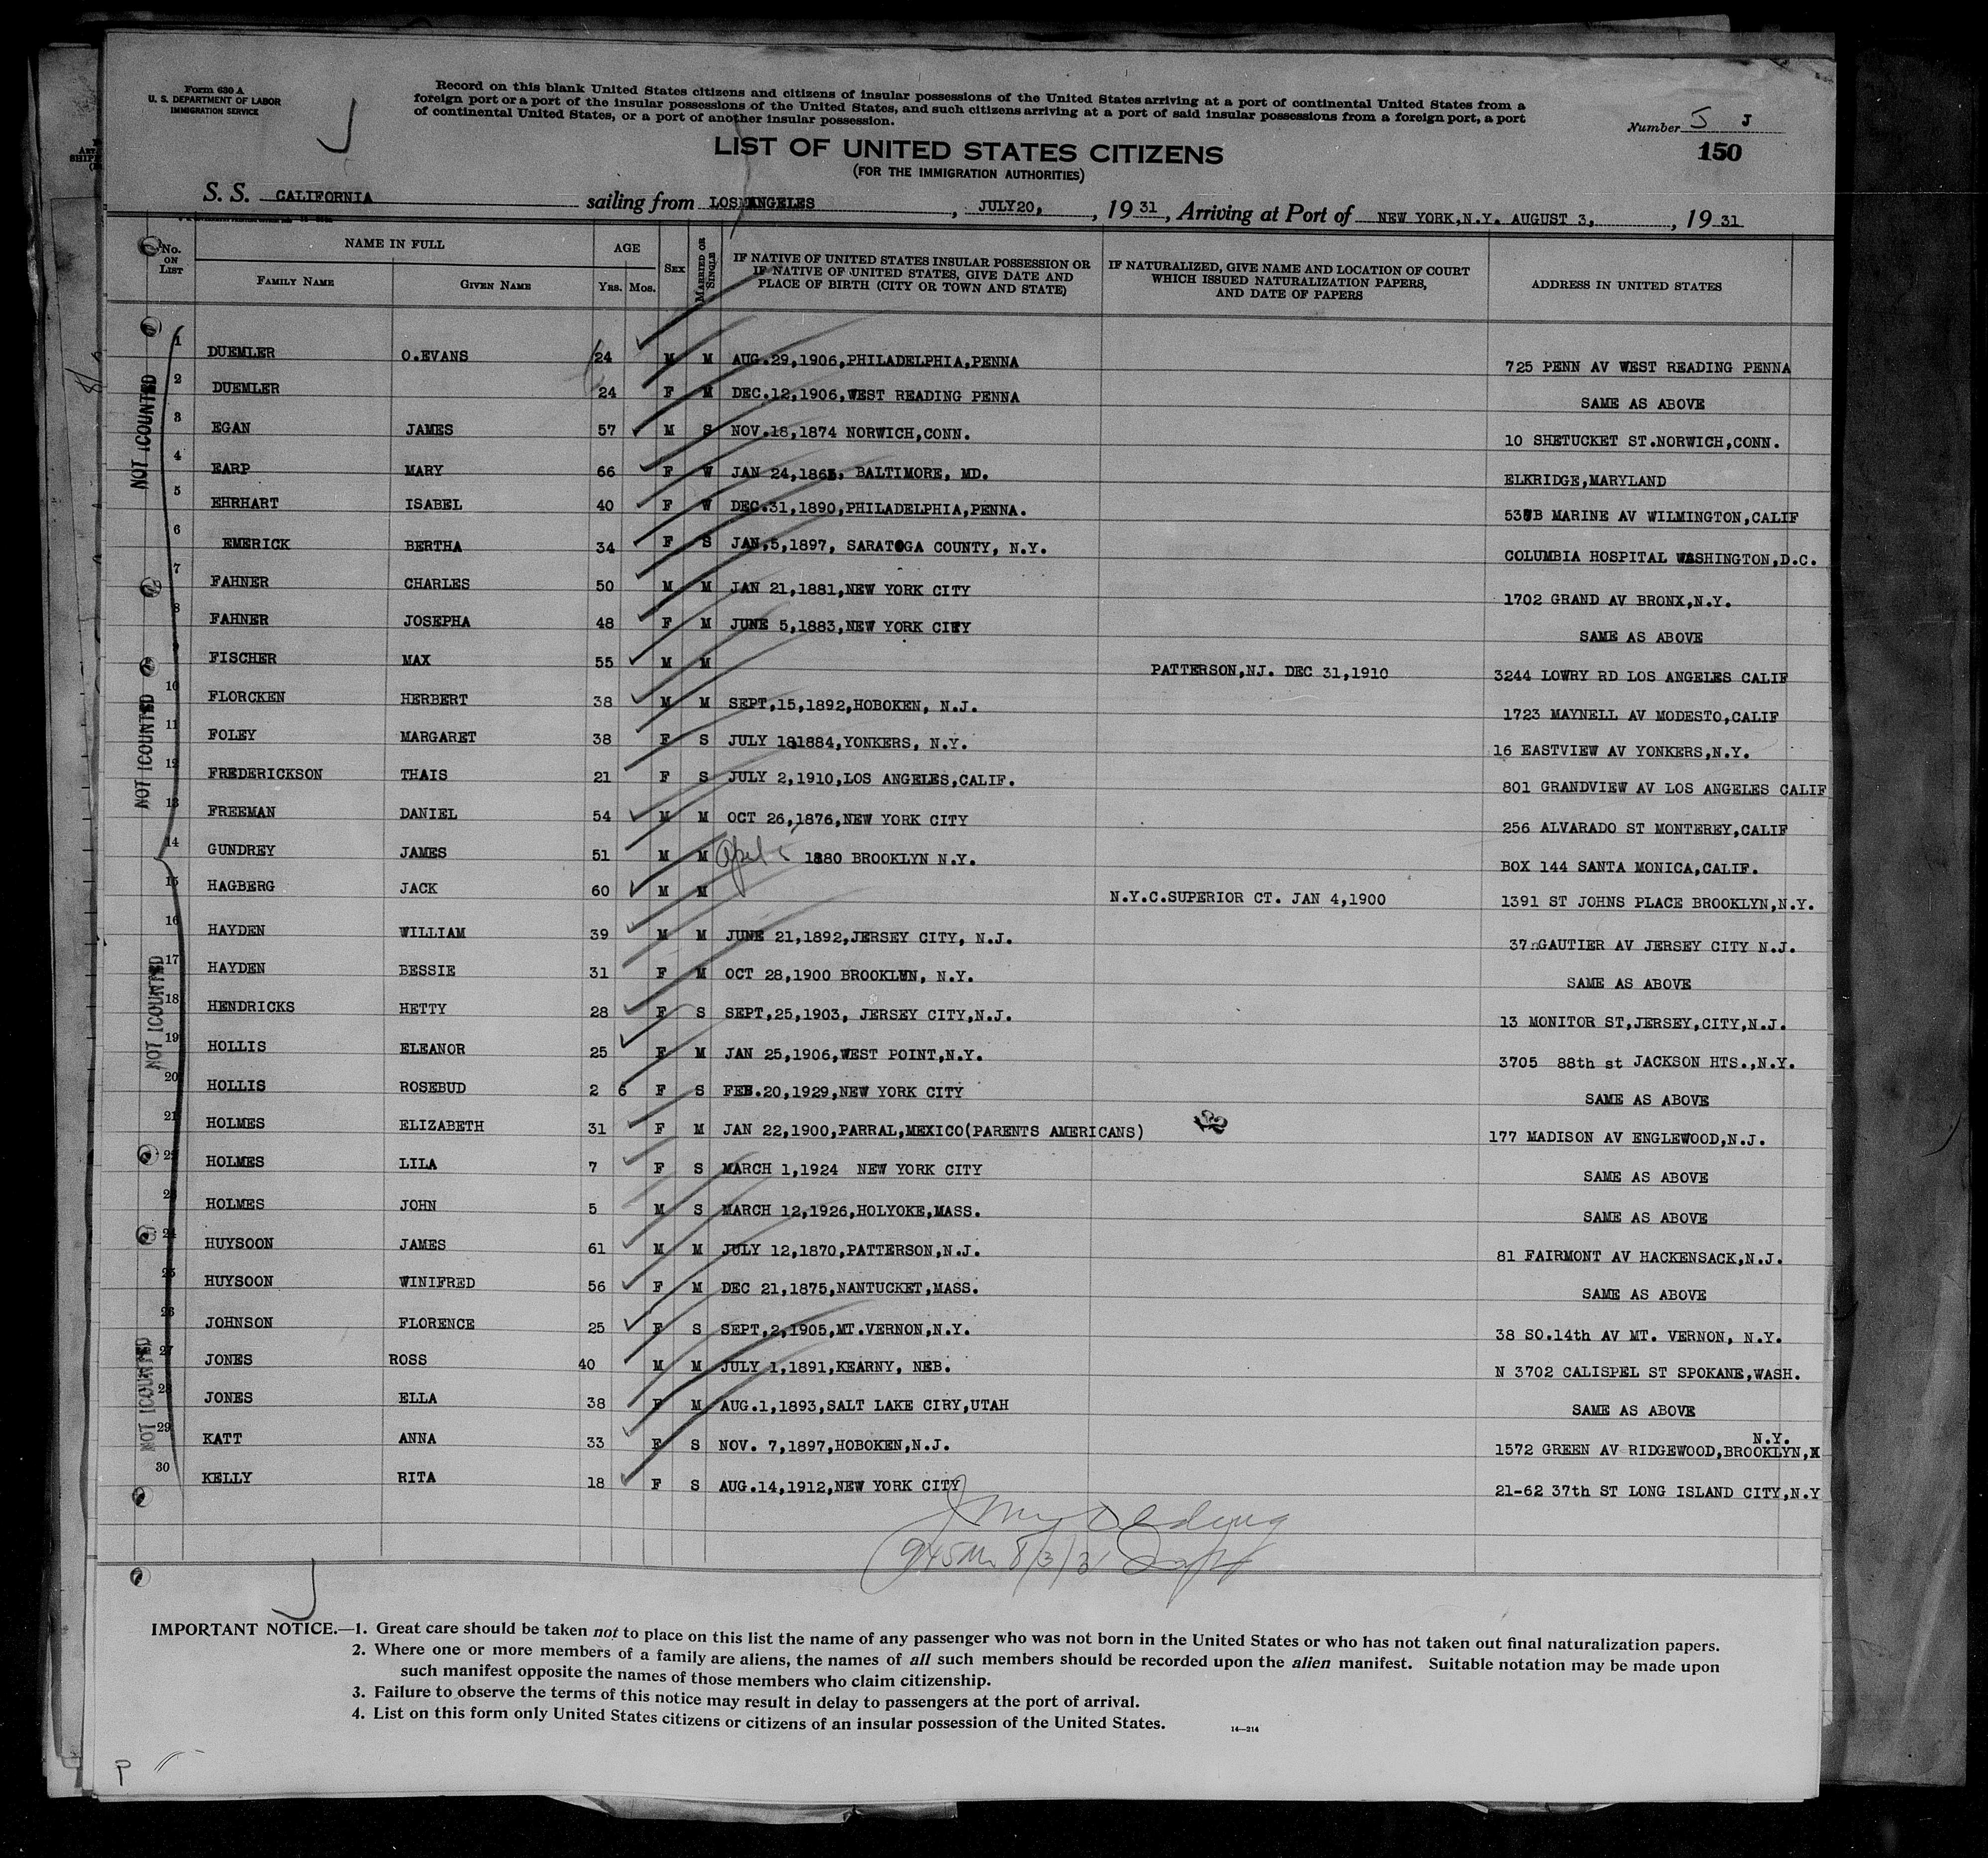 Form 630 A
U. S. DEPARTMENT OF LABOR
IMMIGRATION SERVICE
Record on this blank United States citizens and citizens of insular possessions of the United States arriving at a port of continental United States from a
foreign port or a port of the insular possessions of the United States, and such citizens arriving at a port of said insular possessions from a foreign port, a port
of continental United States, or a port of another insular possession.
Number 5 J
150
LIST OF UNITED STATES CITIZENS
(FOR THE IMMIGRATION AUTHORITIES)
S. S. CALIFORNIA sailing from LOS ANGELES, JULY20, 1931, Arriving at Port of NEW YORK,N.Y. AUGUST 3, 1931
No. ON LIST NAME IN FULL FAMILY NAME GIVEN NAME AGE Yrs. Mos. SEX MARRIED OR SINGLE IF NATIVE OF UNITED STATES INSULAR POSSESSION OR IF NATIVE OF UNITED STATES, GIVE DATE AND PLACE OF BIRTH (CITY OR TOWN AND STATE) IF NATURALIZED, GIVE NAME AND LOCATION OF COURT WHICH ISSUED NATURALIZATION PAPERS, AND DATE OF PAPERS ADDRESS IN UNITED STATES
1 DUEMLER O.EVANS 24 M M AUG.29,1906,PHILADELPHIA,PENNA 725 PENN AV WEST READING PENNA
2 DUEMLER 24 F M DEC.12,1906,WEST READING PENNA SAME AS ABOVE
3 EGAN JAMES 57 M S NOV.18,1874 NORWICH,CONN. 10 SHETUCKET ST.NORWICH,CONN.
4 EARP MARY 66 F W JAN 24,1865, BALTIMORE, MD. ELKRIDGE,MARYLAND
5 EHRHART ISABEL 40 F W DEC.31,1890,PHILADELPHIA,PENNA. MARINE AV WILMINGTON,CALIF
6 EMERICK BERTHA 34 F S JAN,5,1897, SARATOGA COUNTY, N.Y. COLUMBIA HOSPITAL WASHINGTON,D.C.
7 FAHNER CHARLES 50 M M JAN 21,1881,NEW YORK CITY 1702 GRAND AV BRONX,N.Y.
8 FAHNER JOSEPHA 48 F M JUNE 5,1883,NEW YORK CITY SAME AS ABOVE
9 FISCHER MAX 55 M M PATTERSON,NJ. DEC 31,1910 3244 LOWRY RD LOS ANGELES CALIF
10 FLORCKEN HERBERT 38 M M SEPT,15,1892,HOBOKEN, N.J. 1723 MAYNELL AV MODESTO,CALIF
11 FOLEY MARGARET 38 F S JULY 181884,YONKERS, N.Y. 16 EASTVIEW AV YONKERS,N.Y.
12 FREDERICKSON THAIS 21 F S JULY 2,1910,LOS ANGELES,CALIF. 801 GRANDVIEW AV LOS ANGELES CALIF
13 FREEMAN DANIEL 54 M M OCT 26,1876,NEW YORK CITY 256 ALVARADO ST MONTEREY,CALIF
14 GUNDREY JAMES 51 M M April 1880 BROOKLYN N.Y. BOX 144 SANTA MONICA,CALIF.
15 HAGBERG JACK 60 M M N.Y.C.SUPERIOR CT. JAN 4,1900 1391 ST JOHNS PLACE BROOKLYN,N.Y.
16 HAYDEN WILLIAM 39 M M JUNE 21,1892,JERSEY CITY, N.J. 37 GAUTIER AV JERSEY CITY N.J.
17 HAYDEN BESSIE 31 F M OCT 28,1900 BROOKLYN, N.Y. SAME AS ABOVE
18 HENDRICKS HETTY 28 F S SEPT,25,1903, JERSEY CITY,N.J. 13 MONITOR ST,JERSEY,CITY,N.J.
19 HOLLIS ELEANOR 25 F M JAN 25,1906,WEST POINT,N.Y. 3705 88th st JACKSON HTS.,N.Y.
20 HOLLIS ROSEBUD 2 6 F S FEB.20,1929,NEW YORK CITY SAME AS ABOVE
21 HOLMES ELIZABETH 31 F M JAN 22,1900,PARRAL,MEXICO(PARENTS AMERICANS) 177 MADISON AV ENGLEWOOD,N.J.
22 HOLMES LILA 7 F S MARCH 1,1924 NEW YORK CITY SAME AS ABOVE
23 HOLMES JOHN 5 M S MARCH 12,1926,HOLYOKE,MASS. SAME AS ABOVE
24 HUYSOON JAMES 61 M M JULY 12,1870,PATTERSON,N.J. 81 FAIRMONT AV HACKENSACK,N.J.
25 HUYSOON WINIFRED 56 F M DEC 21,1875,NANTUCKET,MASS. SAME AS ABOVE
26 JOHNSON FLORENCE 25 F S SEPT,2,1905,MT.VERNON,N.Y. 38 SO.14th AV MT. VERNON, N.Y.
27 JONES ROSS 40 M M JULY 1,1891,KEARNY, NEB. N 3702 CALISPEL ST SPOKANE,WASH.
28 JONES ELLA 38 F M AUG.1,1893,SALT LAKE CIRY,UTAH SAME AS ABOVE
29 KATT ANNA 33 F S NOV. 7,1897,HOBOKEN,N.J. 1572 GREEN AV RIDGEWOOD,BROOKLYN, N.Y.
30 KELLY RITA 18 F S AUG.14,1912,NEW YORK CITY 21-62 37th ST LONG ISLAND CITY,N.Y
NOT COUNTED
NOT COUNTED
NOT COUNTED
NOT COUNTED
945 8/3/31
IMPORTANT NOTICE.—1. Great care should be taken not to place on this list the name of any passenger who was not born in the United States or who has not taken out final naturalization papers.
2. Where one or more members of a family are aliens, the names of all such members should be recorded upon the alien manifest. Suitable notation may be made upon
such manifest opposite the names of those members who claim citizenship.
3. Failure to observe the terms of this notice may result in delay to passengers at the port of arrival.
4. List on this form only United States citizens or citizens of an insular possession of the United States.
14—214
P